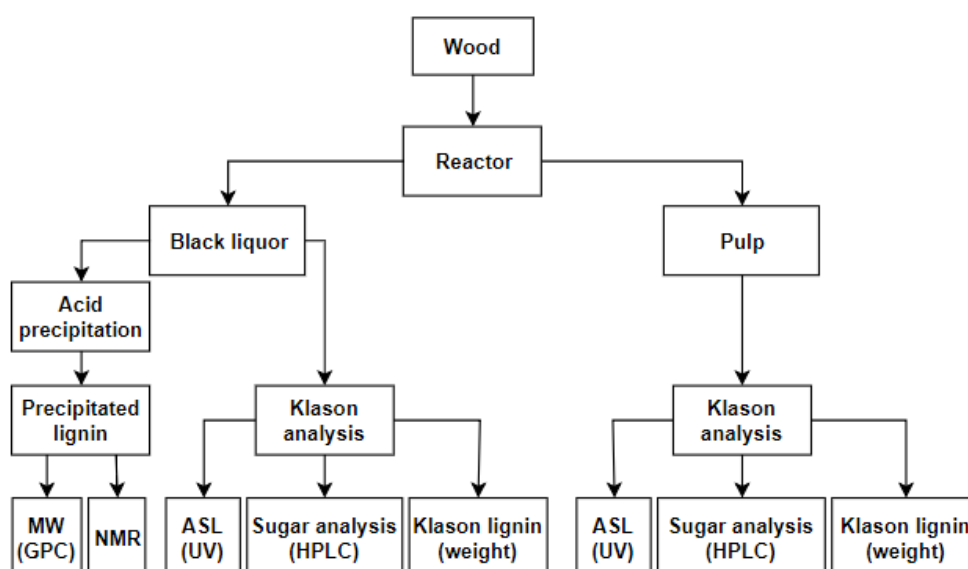 Wood
Reactor
Black liquor
Pulp
Acid
precipitation
Precipitated
lignin
Klason
analysis
Klason
analysis
MW
(GPC)
NMR
ASL
(UV)
Sugar analysis
(HPLC)
Klason lignin
(weight)
ASL
(UV)
Sugar analysis
(HPLC)
Klason lignin
(weight)